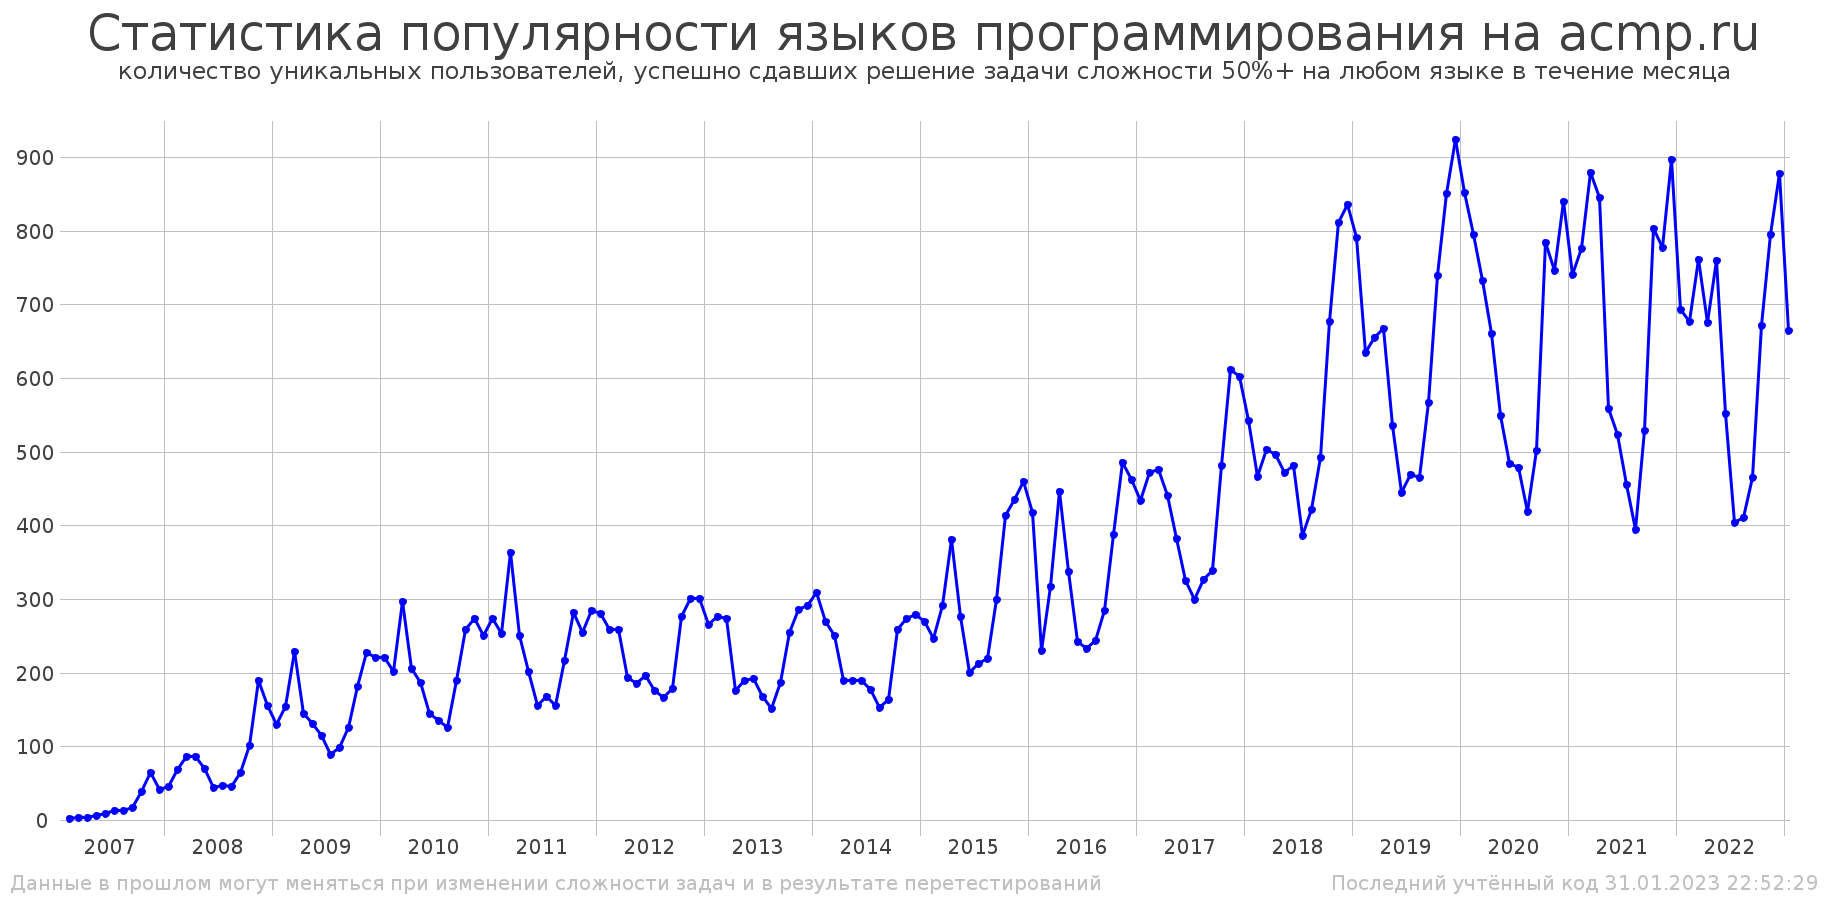 Статистика популярности языков программирования на acmp.ru
количество уникальных пользователей, успешно сдавших решение задачи сложности 50%+ на любом языке в течение месяца
900
800
700
600
500
400
300
200
100
0
2007 2008 2009 2010 2011 2012 2013 2014 2015 2016 2017 2018 2019 2020 2021 2022
Данные в прошлом могут меняться при изменении сложности задач и в результате перетестирований
Последний учтённый код 31.01.2023 22:52:29